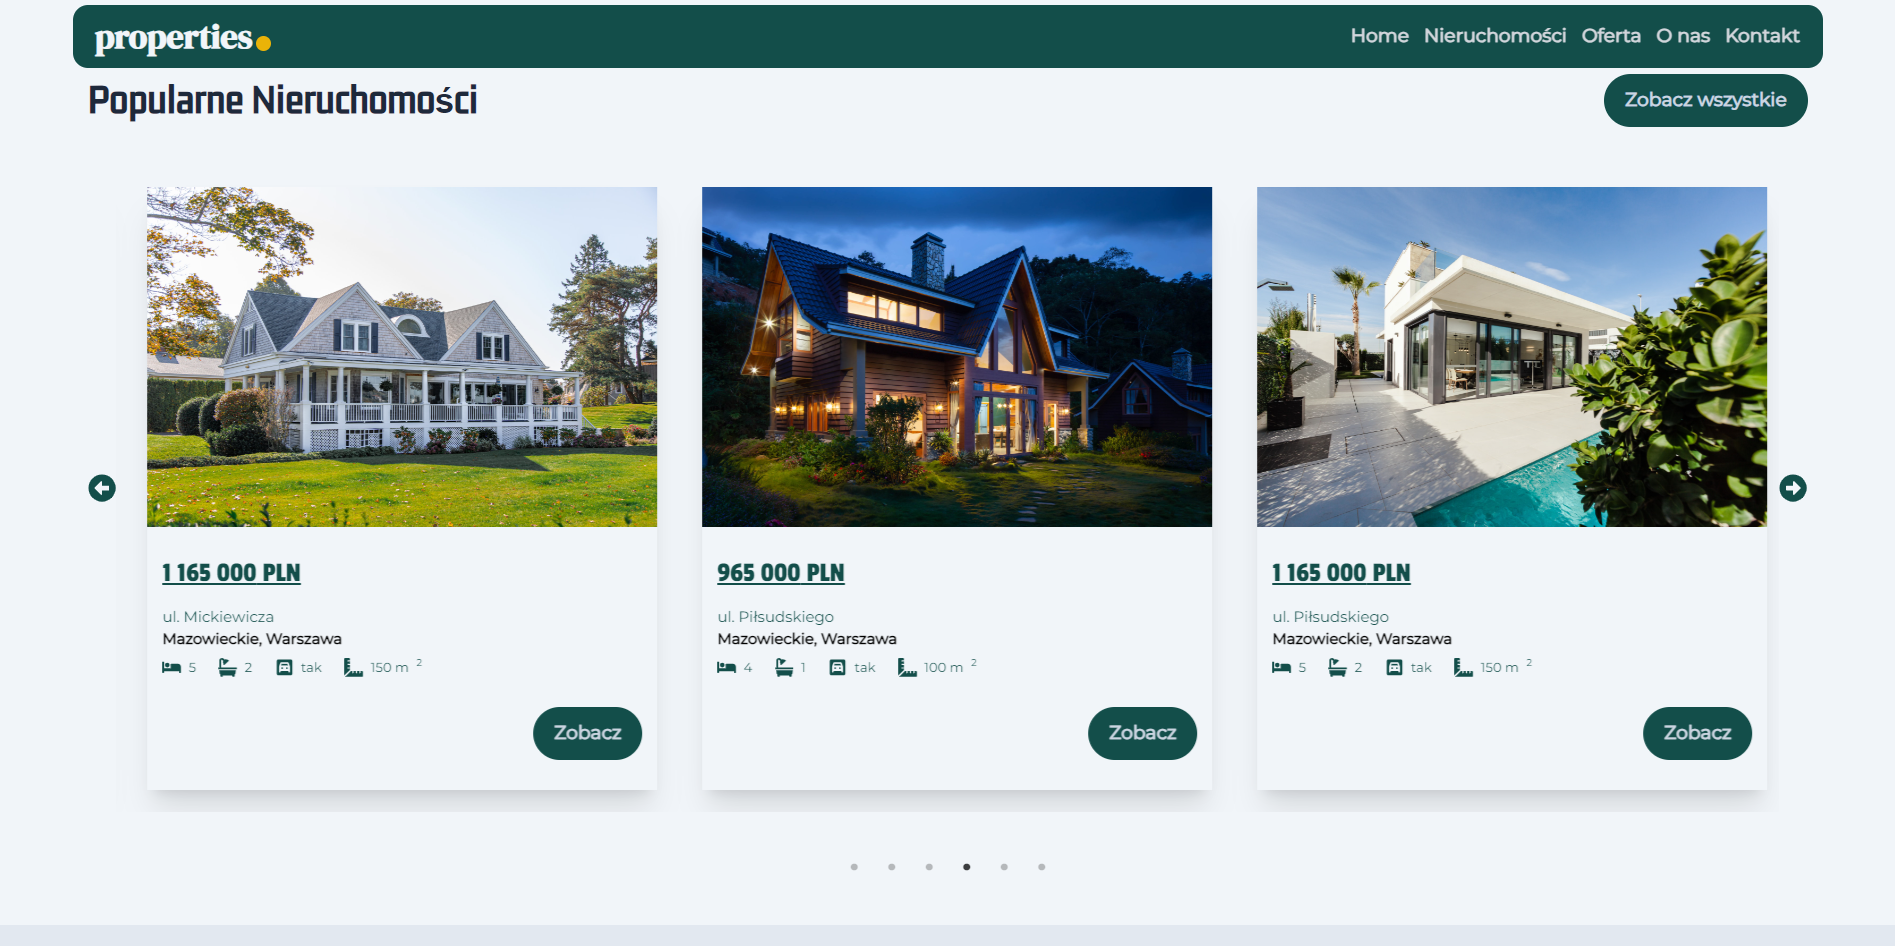 properties.
Home Nieruchomości Oferta O nas Kontakt
Popularne Nieruchomości
Zobacz wszystkie
1 165 000 PLN
ul. Mickiewicza
Mazowieckie, Warszawa
5 2 tak 150 m 2
Zobacz
965 000 PLN
ul. Piłsudskiego
Mazowieckie, Warszawa
4 1 tak 100 m 2
Zobacz
1 165 000 PLN
ul. Piłsudskiego
Mazowieckie, Warszawa
5 2 tak 150 m 2
Zobacz